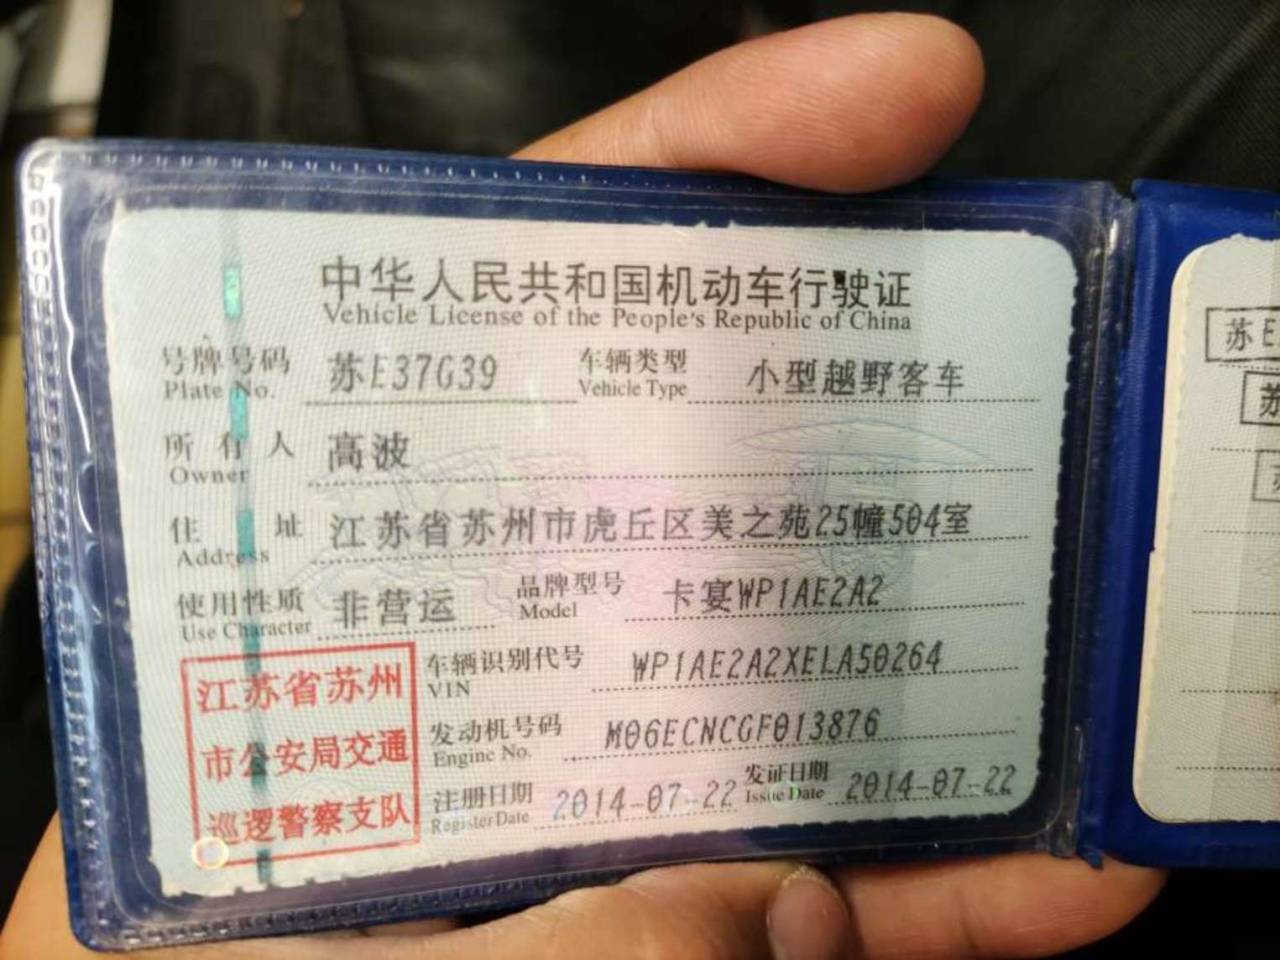 中华人民共和国机动车行驶证
Vehicle License of the People's Republic of China
号牌号码 苏E37G39 车辆类型 小型越野客车
Plate No. Vehicle Type
所有人 高波
Owner
住址 江苏省苏州市虎丘区美之苑25幢504室
Address
使用性质 非营运 品牌型号 卡宴WP1AE2A2
Use Character Model
江苏省苏州
市公安局交通
巡逻警察支队
车辆识别代号 WP1AE2A2XELA50264
VIN
发动机号码 M06ECNCGF013876
Engine No.
注册日期 2014-07-22 发证日期 2014-07-22
Register Date Issue Date
苏E
苏